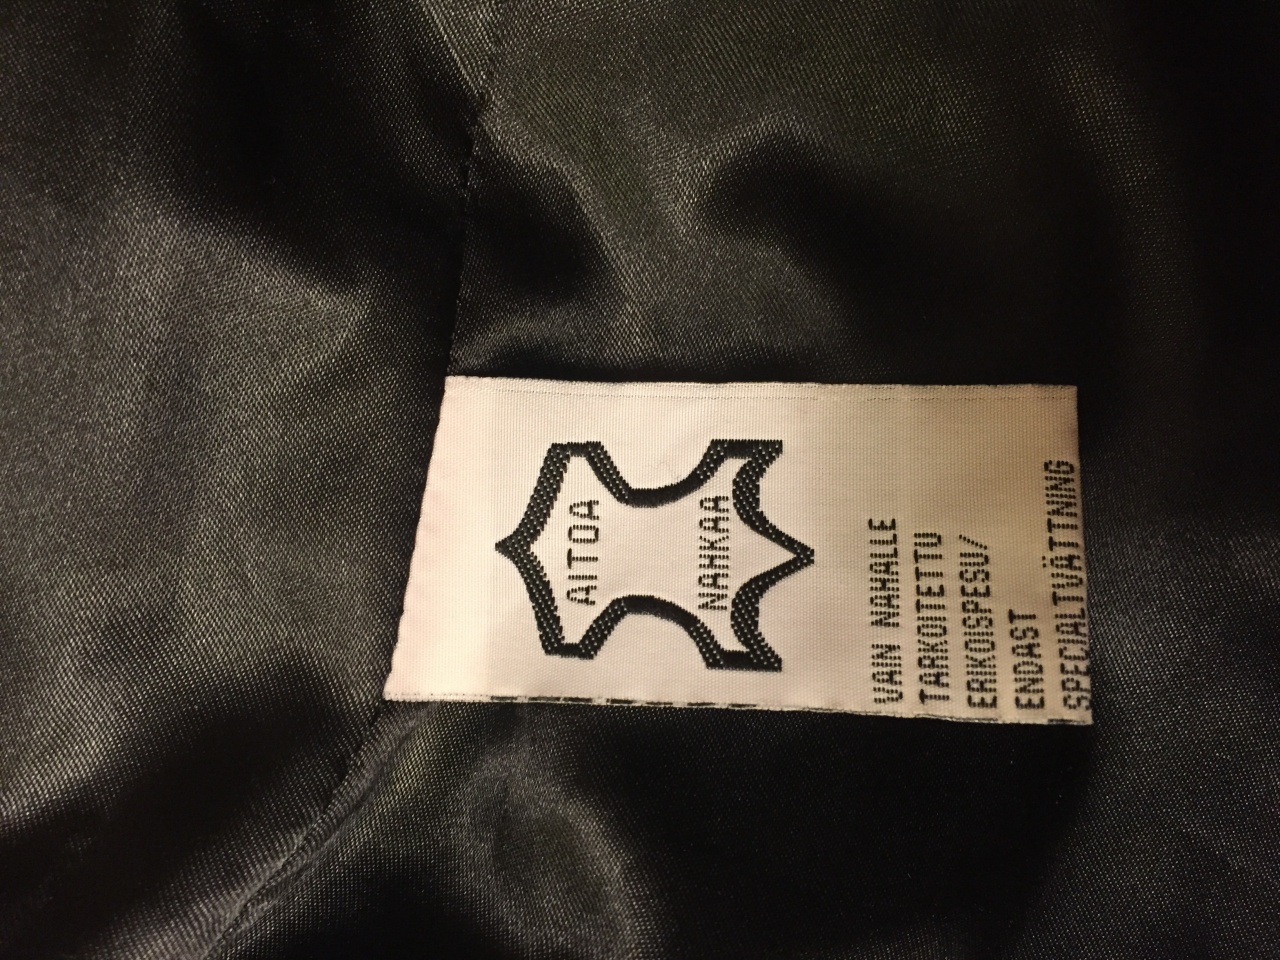 AITOA
NAHKAA
VAIN NAHALLE
TARKOITETTU
ERIKOISPESU/
ENDAST
SPECIALTVÄTTNING